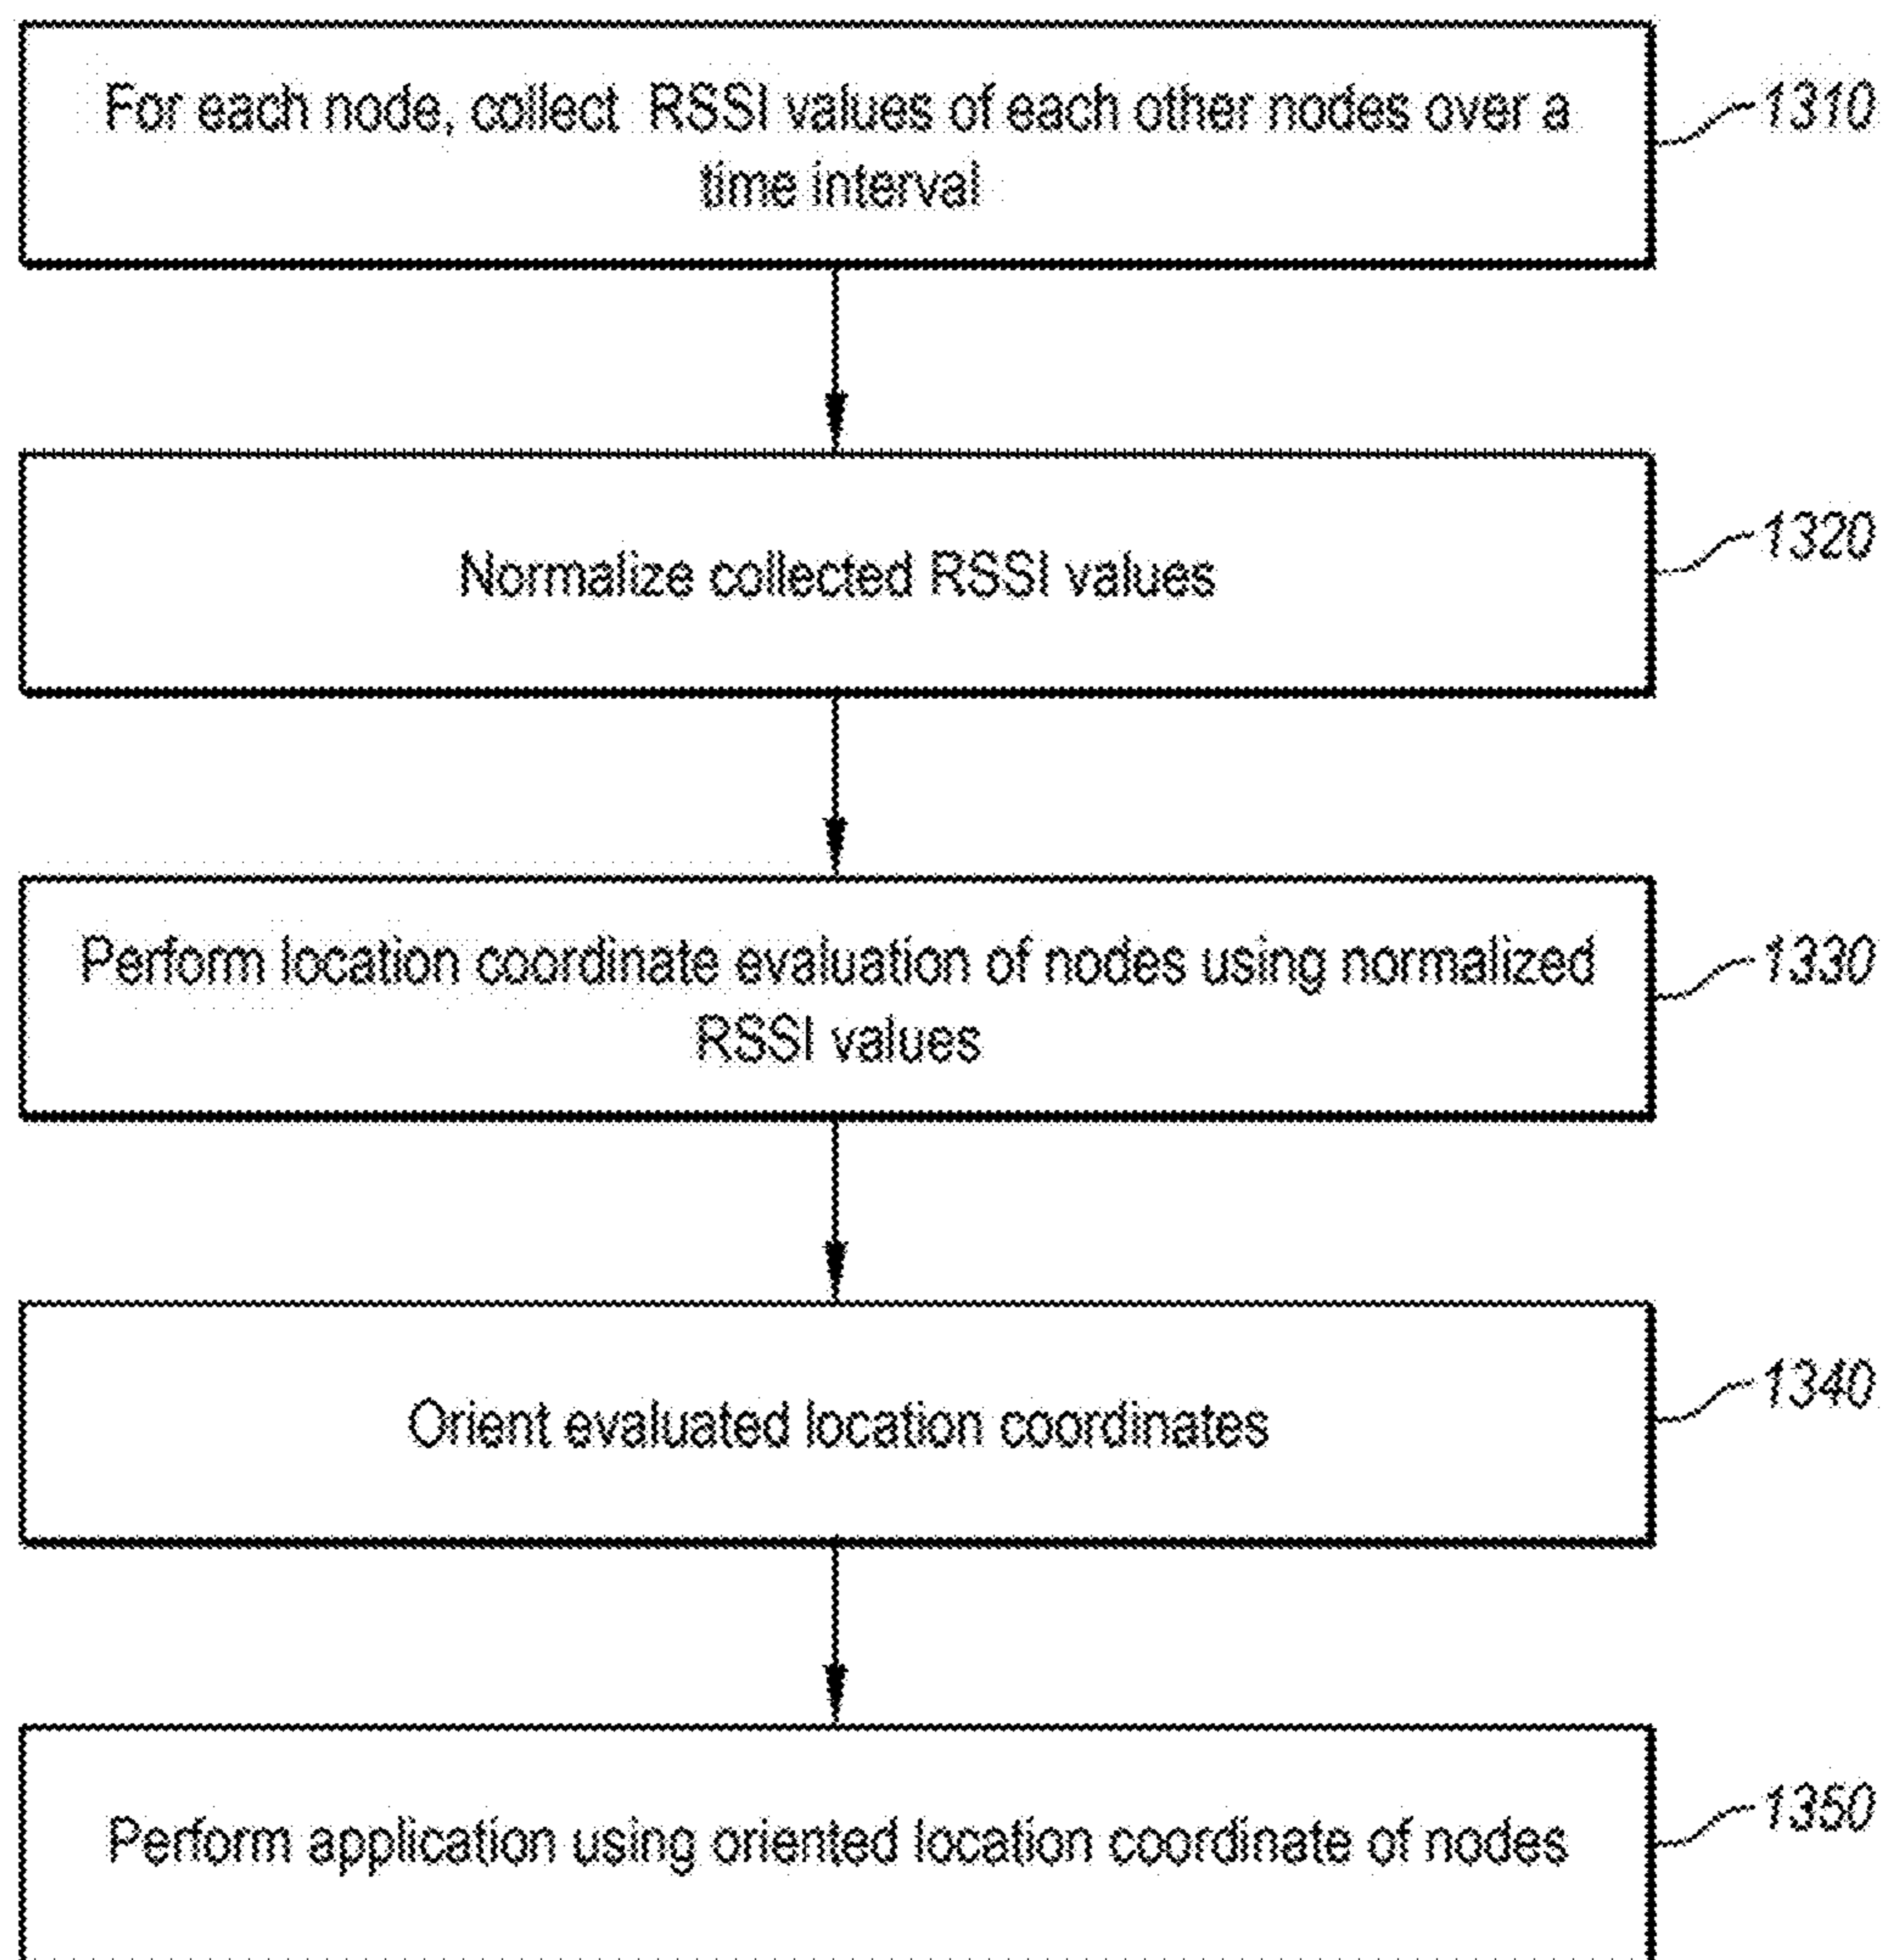 For each node, collect RSSI values of each other nodes over a
time interval
1310
Normalize collected RSSI values
1320
Perform location coordinate evaluation of nodes using normalized
RSSI values
1330
Orient evaluated location coordinates
1340
Perform application using oriented location coordinate of nodes
1350